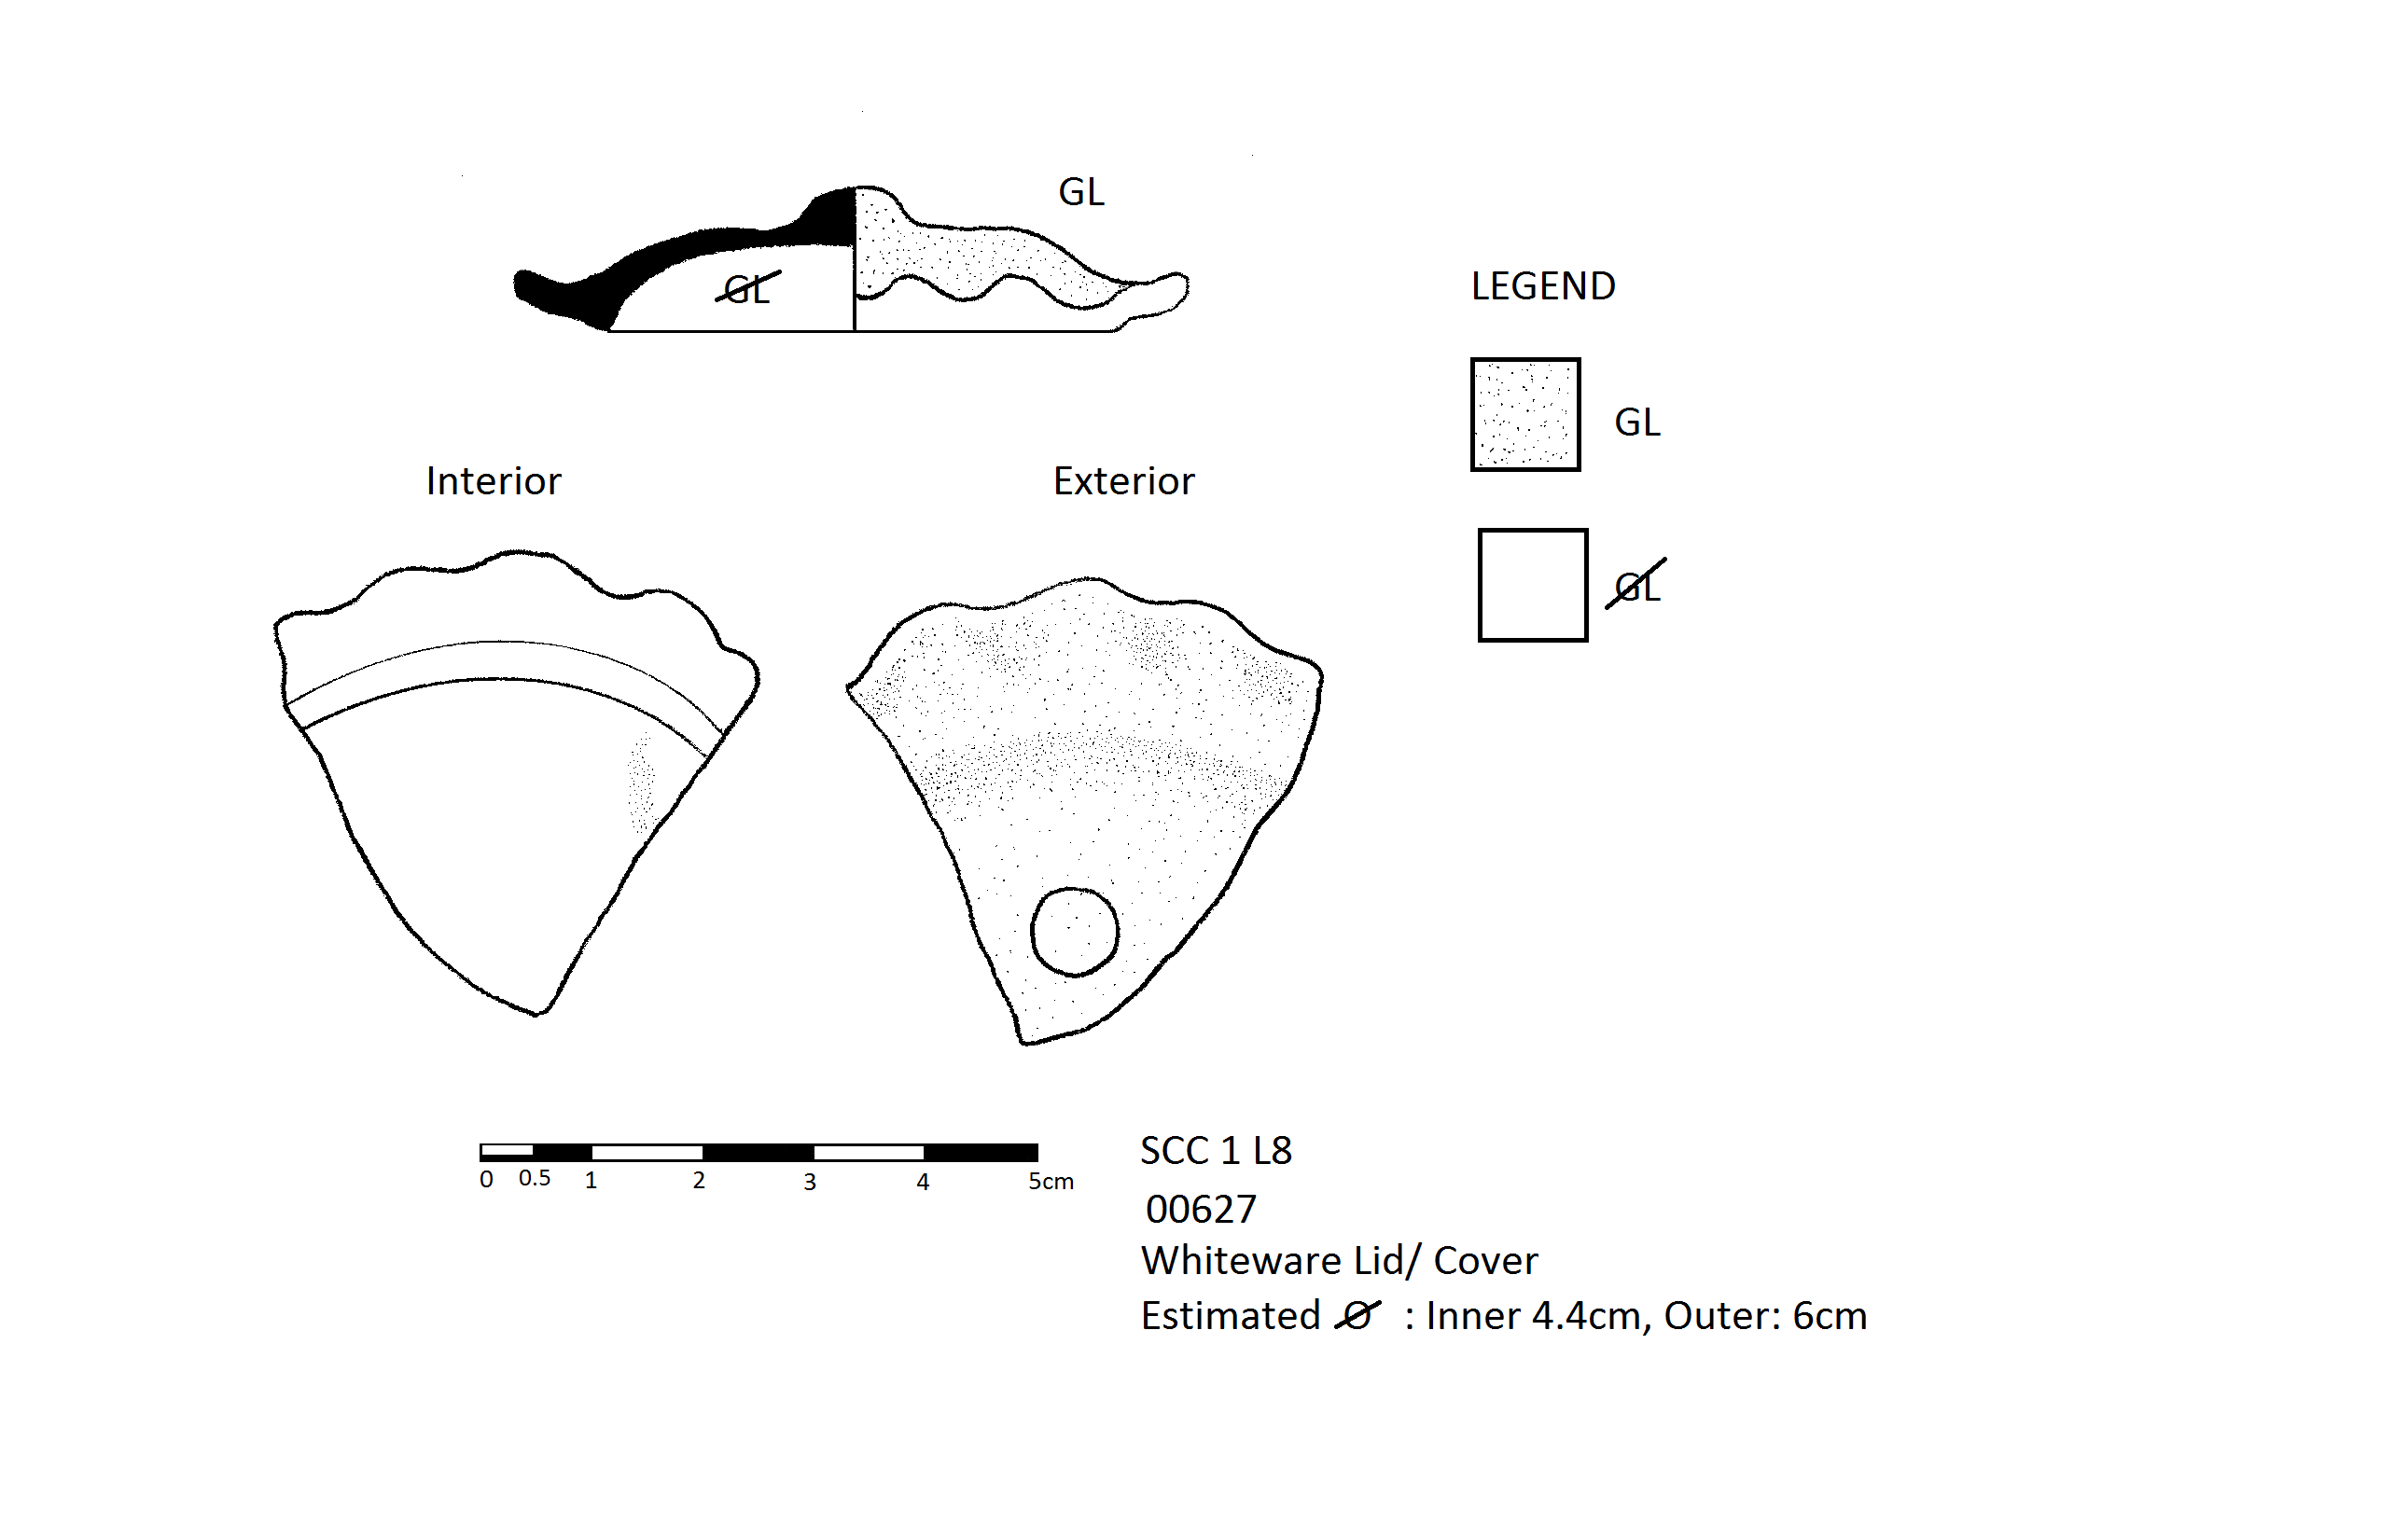 GL
GL
LEGEND
GL
GL
Interior
Exterior
0 0.5 1 2 3 4 5cm
SCC 1 L8
00627
Whiteware Lid/ Cover
Estimated Ø : Inner 4.4cm, Outer: 6cm